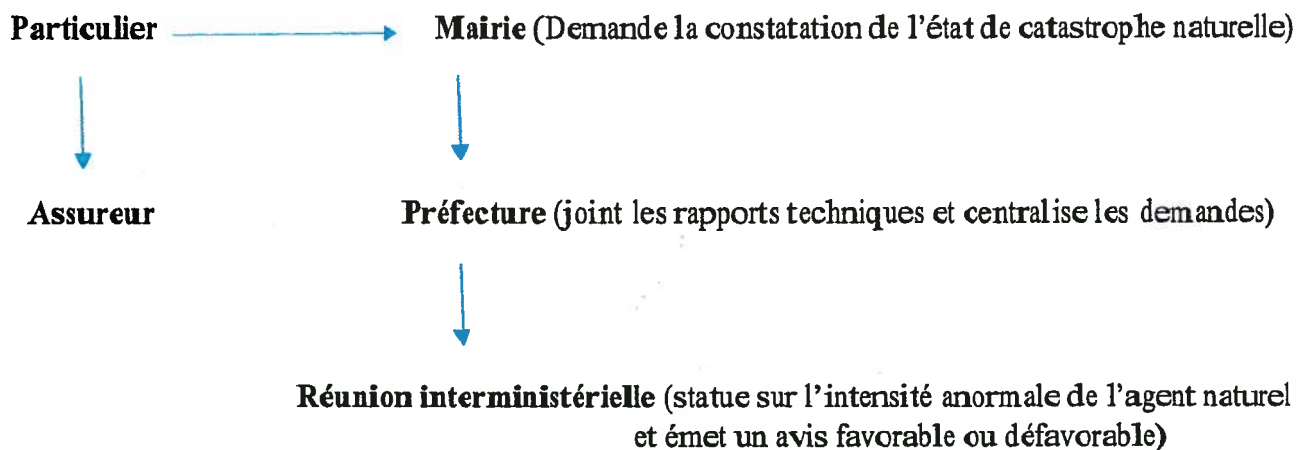 Particulier Mairie (Demande la constatation de l'état de catastrophe naturelle)
Assureur Préfecture (joint les rapports techniques et centralise les demandes)
Réunion interministérielle (statue sur l'intensité anormale de l'agent naturel
et émet un avis favorable ou défavorable)